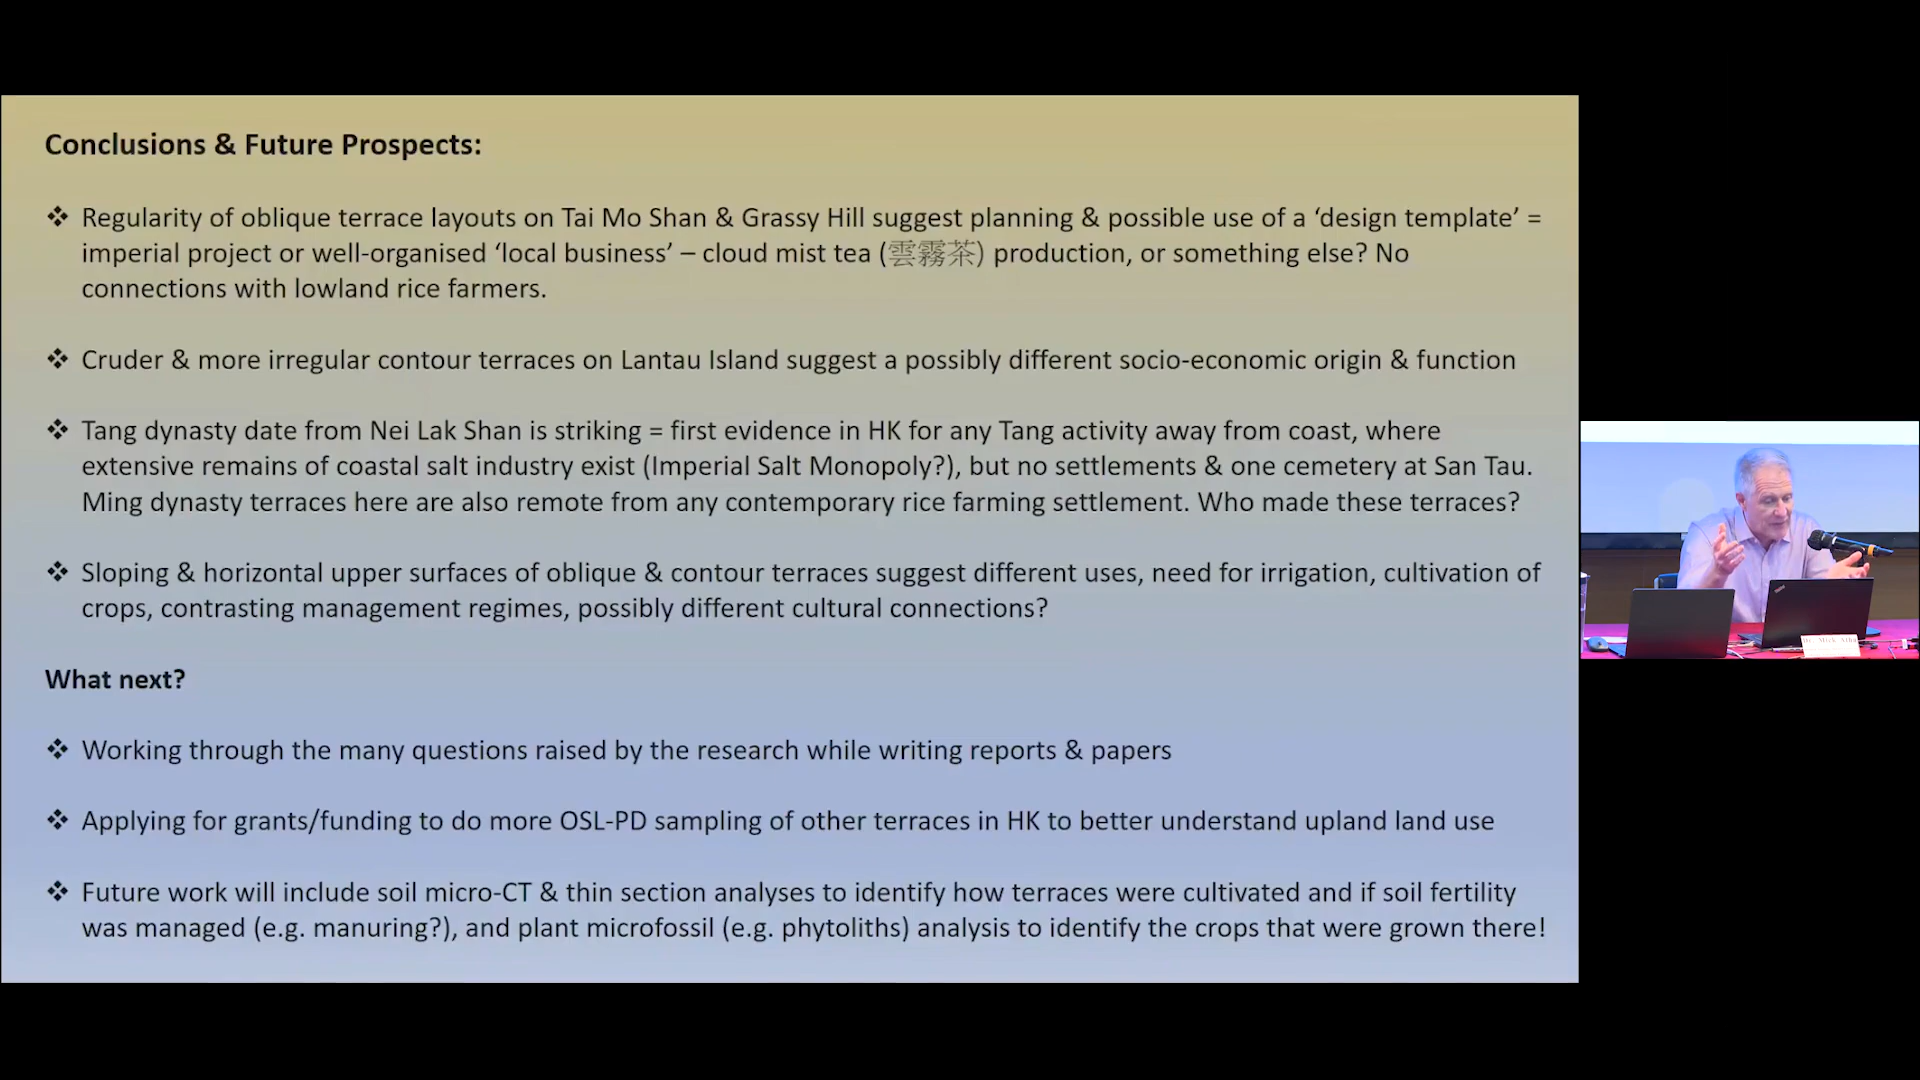 Conclusions & Future Prospects:
❖ Regularity of oblique terrace layouts on Tai Mo Shan & Grassy Hill suggest planning & possible use of a ‘design template’ =
imperial project or well-organised ‘local business’ – cloud mist tea (雲霧茶) production, or something else? No
connections with lowland rice farmers.
❖ Cruder & more irregular contour terraces on Lantau Island suggest a possibly different socio-economic origin & function
❖ Tang dynasty date from Nei Lak Shan is striking = first evidence in HK for any Tang activity away from coast, where
extensive remains of coastal salt industry exist (Imperial Salt Monopoly?), but no settlements & one cemetery at San Tau.
Ming dynasty terraces here are also remote from any contemporary rice farming settlement. Who made these terraces?
❖ Sloping & horizontal upper surfaces of oblique & contour terraces suggest different uses, need for irrigation, cultivation of
crops, contrasting management regimes, possibly different cultural connections?
What next?
❖ Working through the many questions raised by the research while writing reports & papers
❖ Applying for grants/funding to do more OSL-PD sampling of other terraces in HK to better understand upland land use
❖ Future work will include soil micro-CT & thin section analyses to identify how terraces were cultivated and if soil fertility
was managed (e.g. manuring?), and plant microfossil (e.g. phytoliths) analysis to identify the crops that were grown there!
Dr. Mick